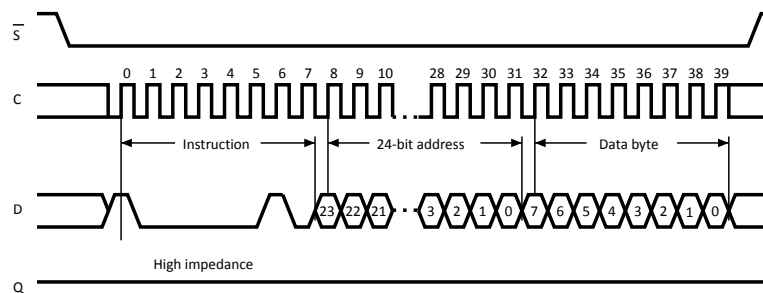 S
0 1 2 3 4 5 6 7 8 9 10 28 29 30 31 32 33 34 35 36 37 38 39
C
Instruction 24-bit address Data byte
D
23 22 21 3 2 1 0 7 6 5 4 3 2 1 0
High impedance
Q